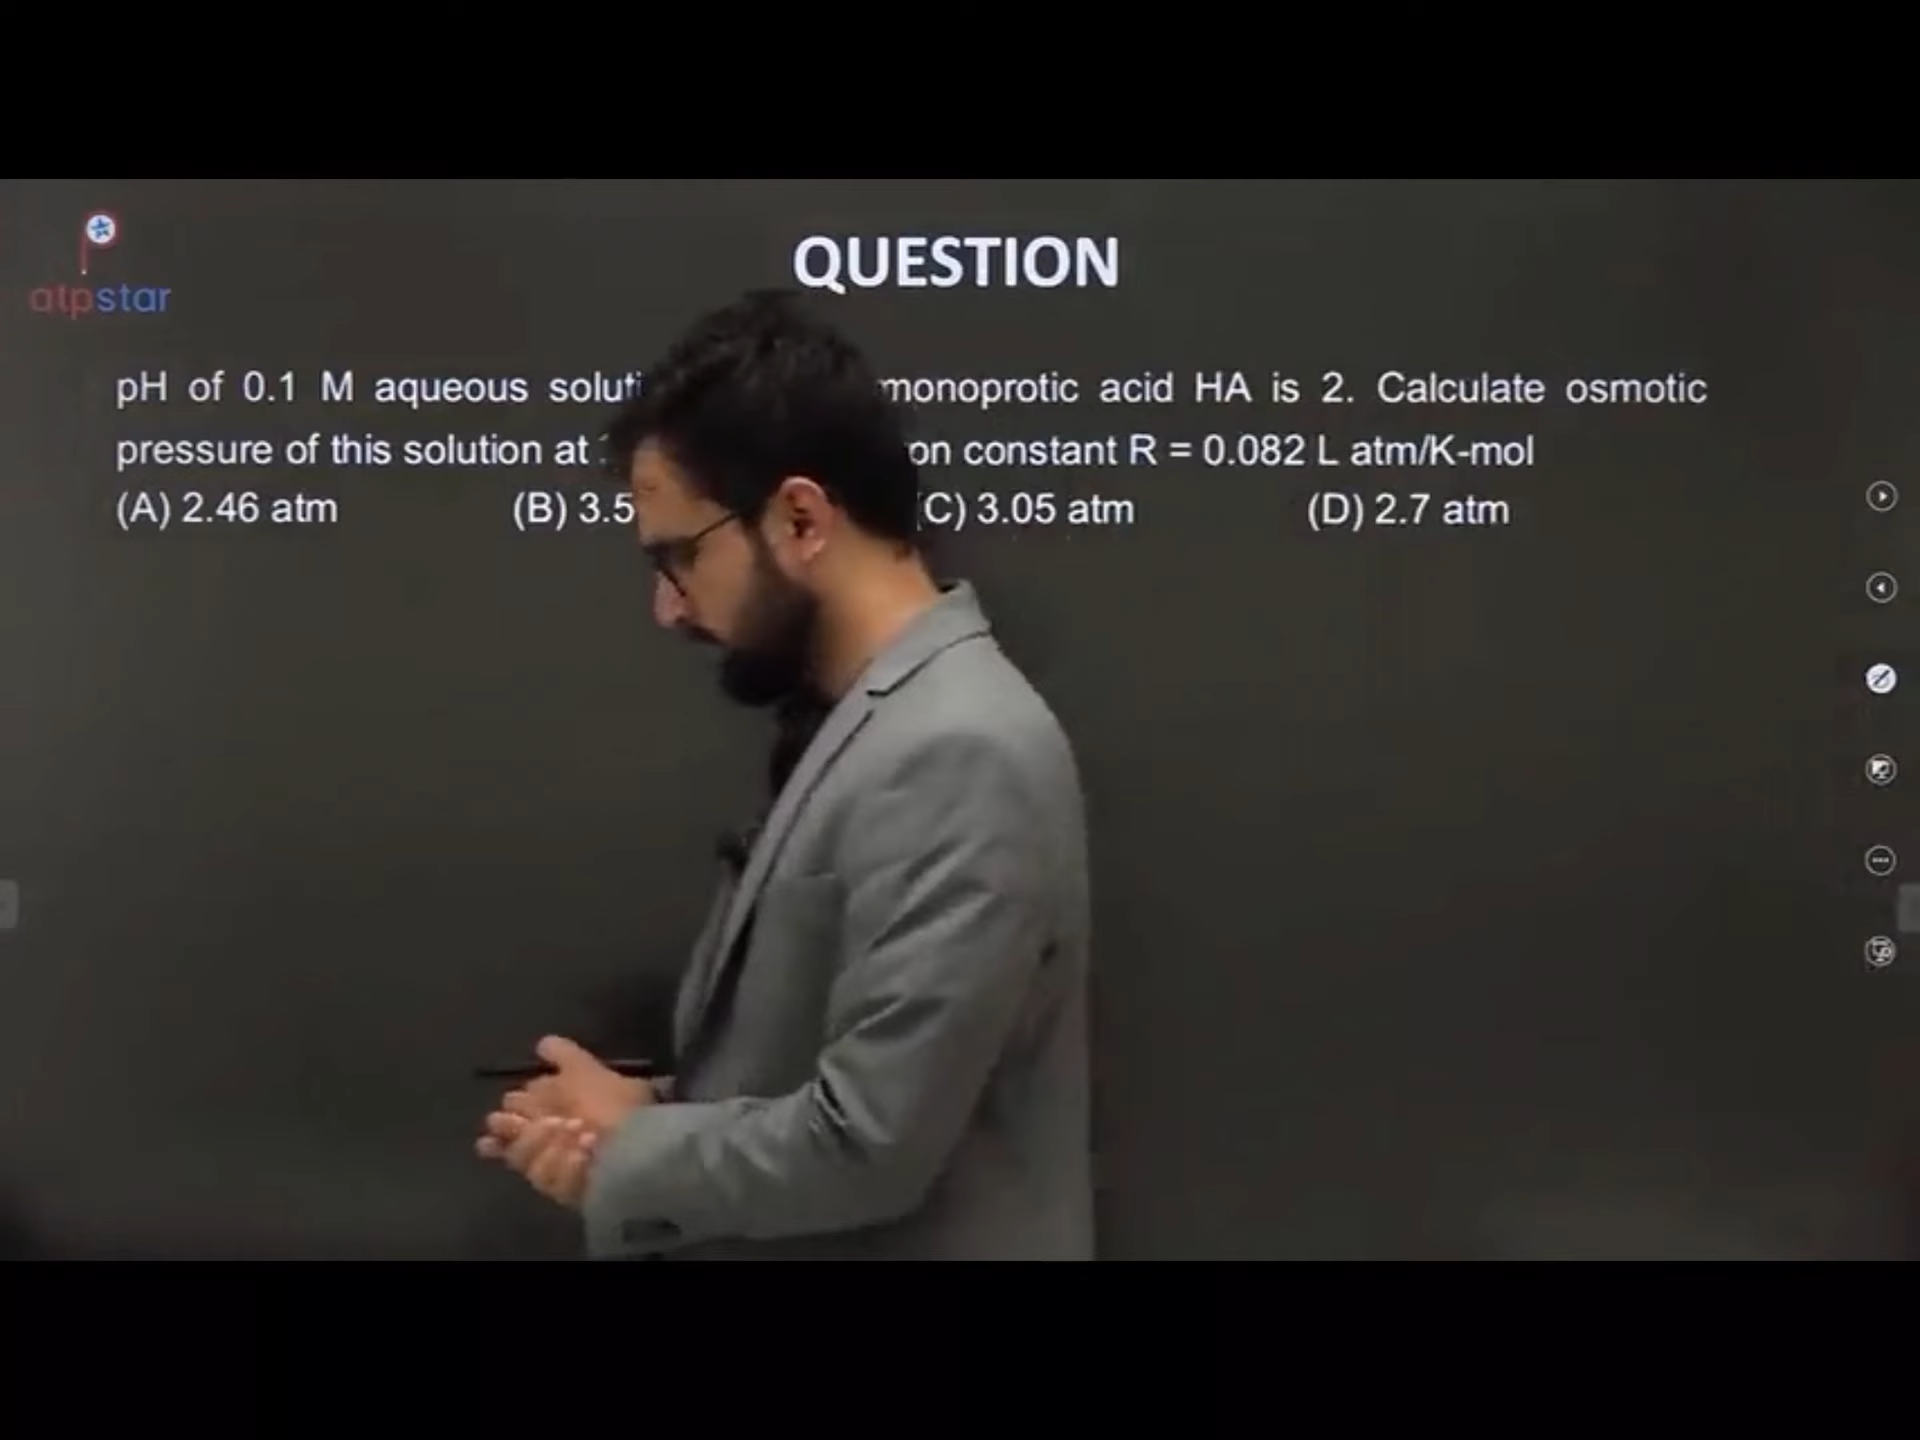 atpstar
QUESTION
pH of 0.1 M aqueous soluti monoprotic acid HA is 2. Calculate osmotic
pressure of this solution at on constant R = 0.082 L atm/K-mol
(A) 2.46 atm (B) 3.5 (C) 3.05 atm (D) 2.7 atm